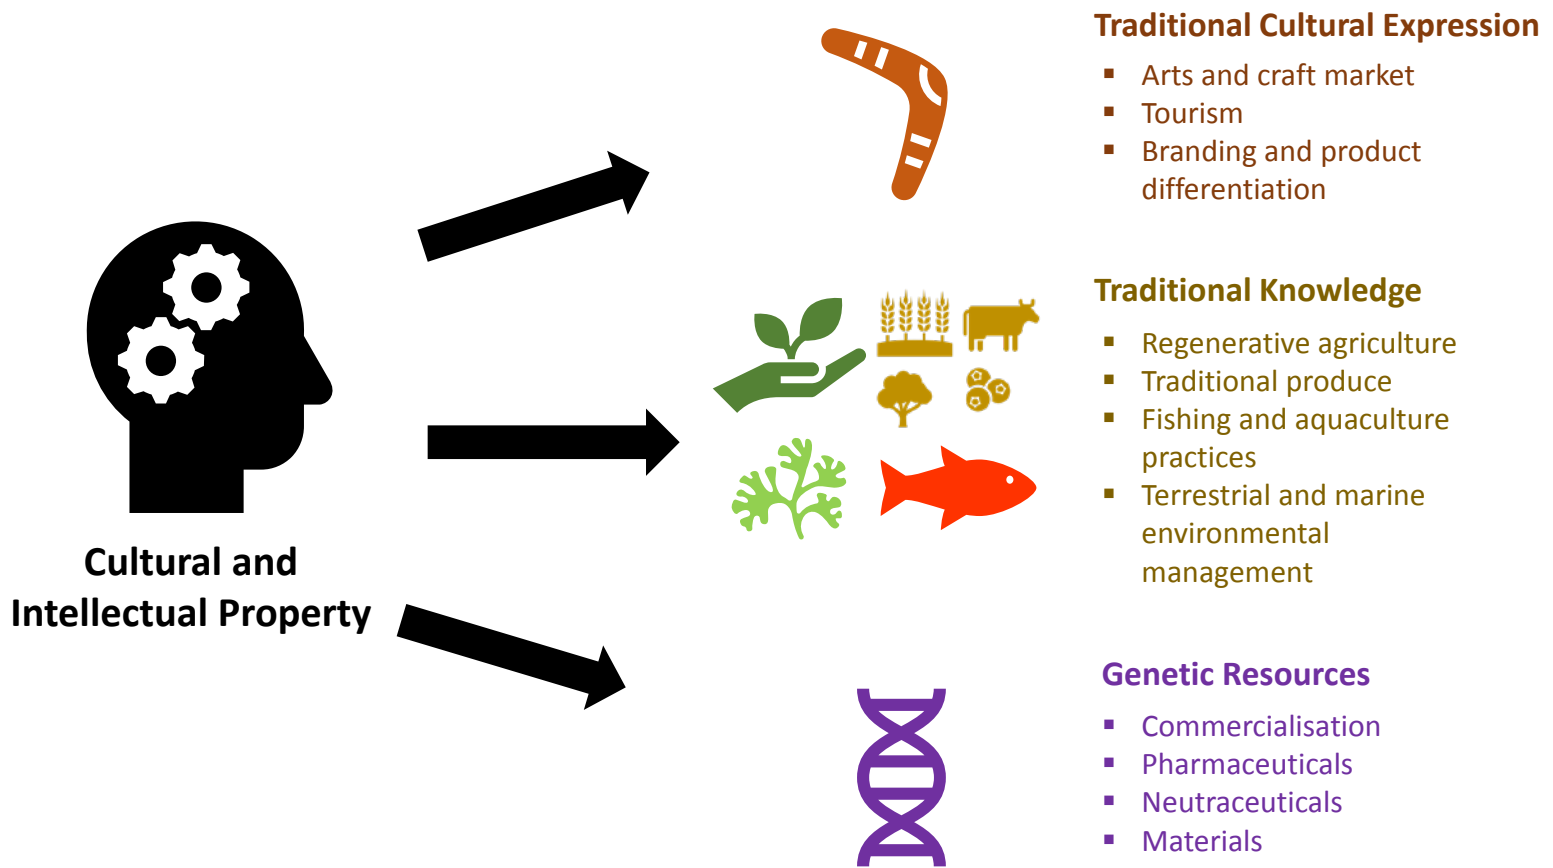 Traditional Cultural Expression
▪ Arts and craft market
▪ Tourism
▪ Branding and product
differentiation
Traditional Knowledge
▪ Regenerative agriculture
▪ Traditional produce
▪ Fishing and aquaculture
practices
▪ Terrestrial and marine
environmental
management
Cultural and
Intellectual Property
Genetic Resources
▪ Commercialisation
▪ Pharmaceuticals
▪ Neutraceuticals
▪ Materials